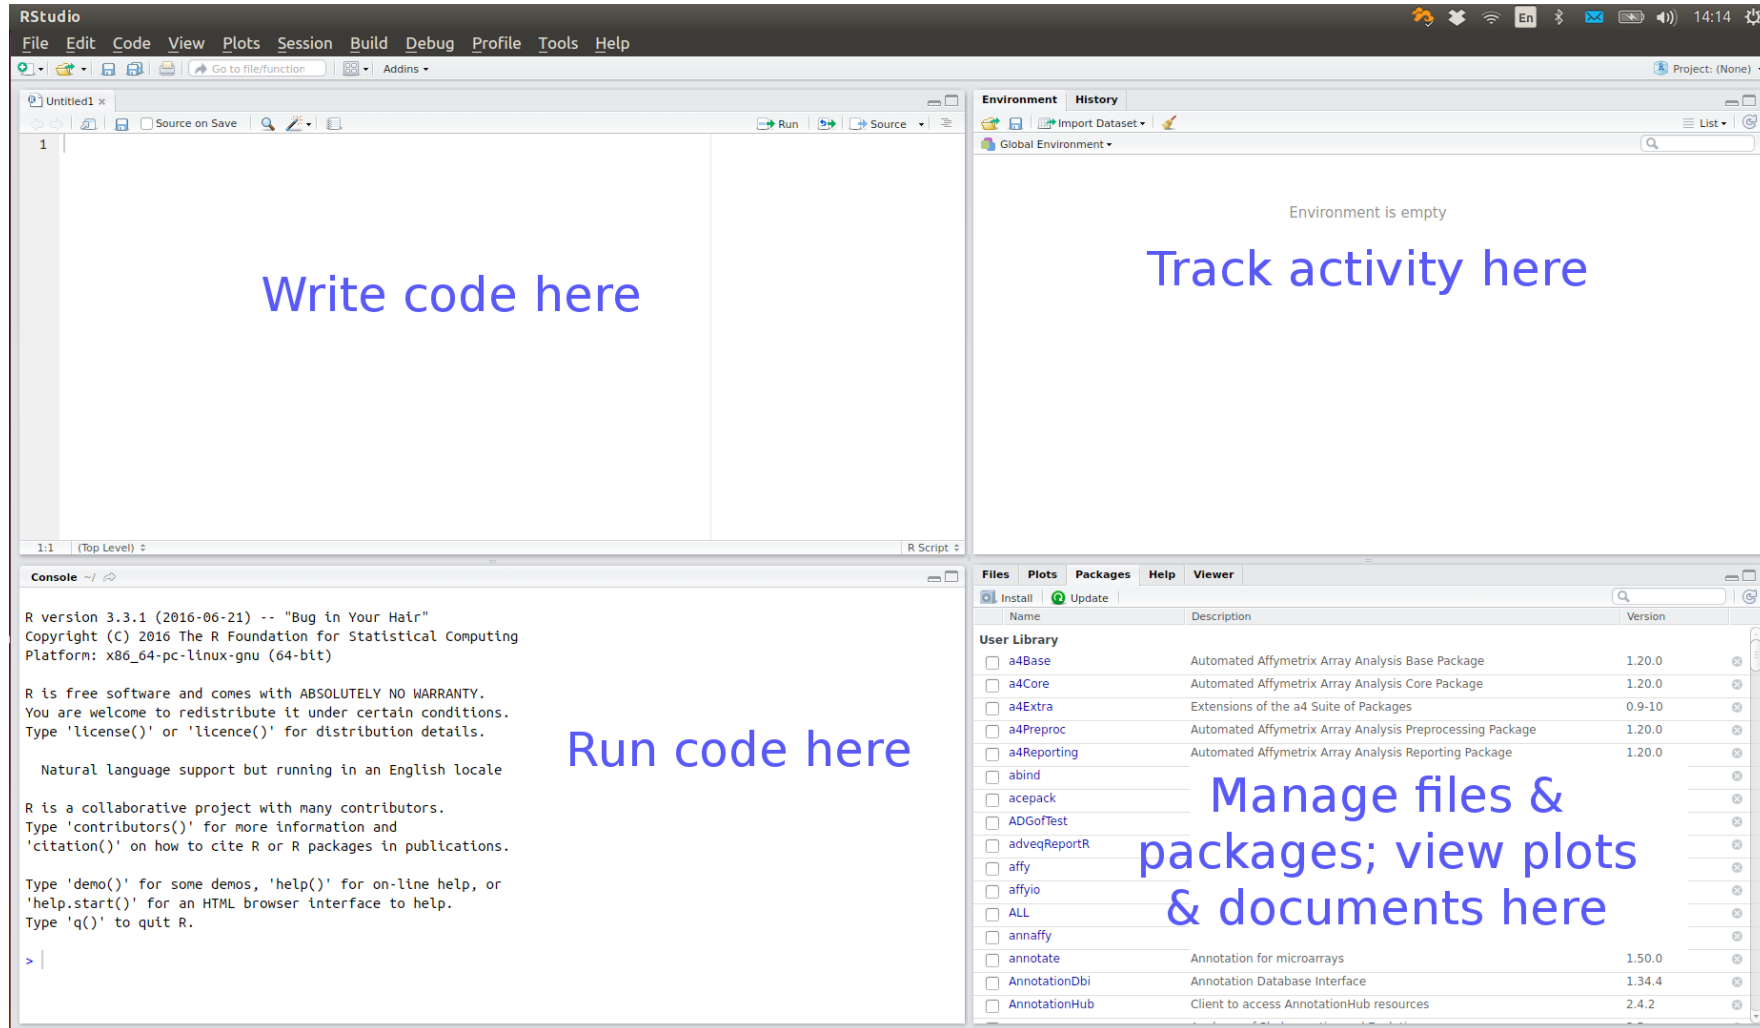 RStudio
En
14:14
File Edit Code View Plots Session Build Debug Profile Tools Help
Go to file/function
Addins
Project: (None)
Untitled1
Source on Save
Run
Source
1
Write code here
1:1
(Top Level)
R Script
Environment History
Import Dataset
List
Global Environment
Environment is empty
Track activity here
Console ~/
R version 3.3.1 (2016-06-21) -- "Bug in Your Hair"
Copyright (C) 2016 The R Foundation for Statistical Computing
Platform: x86_64-pc-linux-gnu (64-bit)
R is free software and comes with ABSOLUTELY NO WARRANTY.
You are welcome to redistribute it under certain conditions.
Type 'license()' or 'licence()' for distribution details.
Natural language support but running in an English locale
R is a collaborative project with many contributors.
Type 'contributors()' for more information and
'citation()' on how to cite R or R packages in publications.
Type 'demo()' for some demos, 'help()' for on-line help, or
'help.start()' for an HTML browser interface to help.
Type 'q()' to quit R.
>
Run code here
Files Plots Packages Help Viewer
Install Update
Name Description Version
User Library
a4Base Automated Affymetrix Array Analysis Base Package 1.20.0
a4Core Automated Affymetrix Array Analysis Core Package 1.20.0
a4Extra Extensions of the a4 Suite of Packages 0.9-10
a4Preproc Automated Affymetrix Array Analysis Preprocessing Package 1.20.0
a4Reporting Automated Affymetrix Array Analysis Reporting Package 1.20.0
abind
acepack
ADGofTest
adveqReportR
affy
affyio
ALL
annaffy
annotate Annotation for microarrays 1.50.0
AnnotationDbi Annotation Database Interface 1.34.4
AnnotationHub Client to access AnnotationHub resources 2.4.2
Manage files &
packages; view plots
& documents here